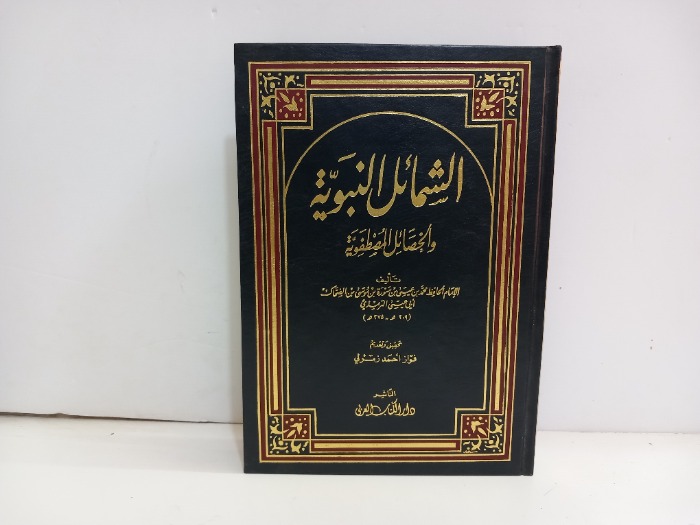 الشمائل النبوية
والخصائل المصطفوية
تأليف
الإمام الحافظ محمد بن عيسى بن سورة بن موسى بن الضحاك
أبي عيسى الترمذي
(٢٠٩ هـ - ٢٧٥ هـ)
تحقيق وتقديم
فواز أحمد زمرلي
الناشر
دار الكتاب العربي